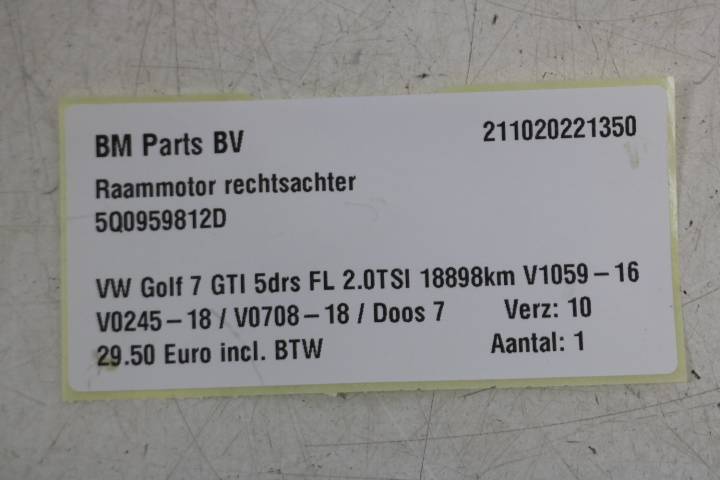 BM Parts BV 211020221350
Raammotor rechtsachter
5Q0959812D
VW Golf 7 GTI 5drs FL 2.0TSI 18898km V1059-16
V0245-18 / V0708-18 / Doos 7 Verz: 10
29.50 Euro incl. BTW Aantal: 1